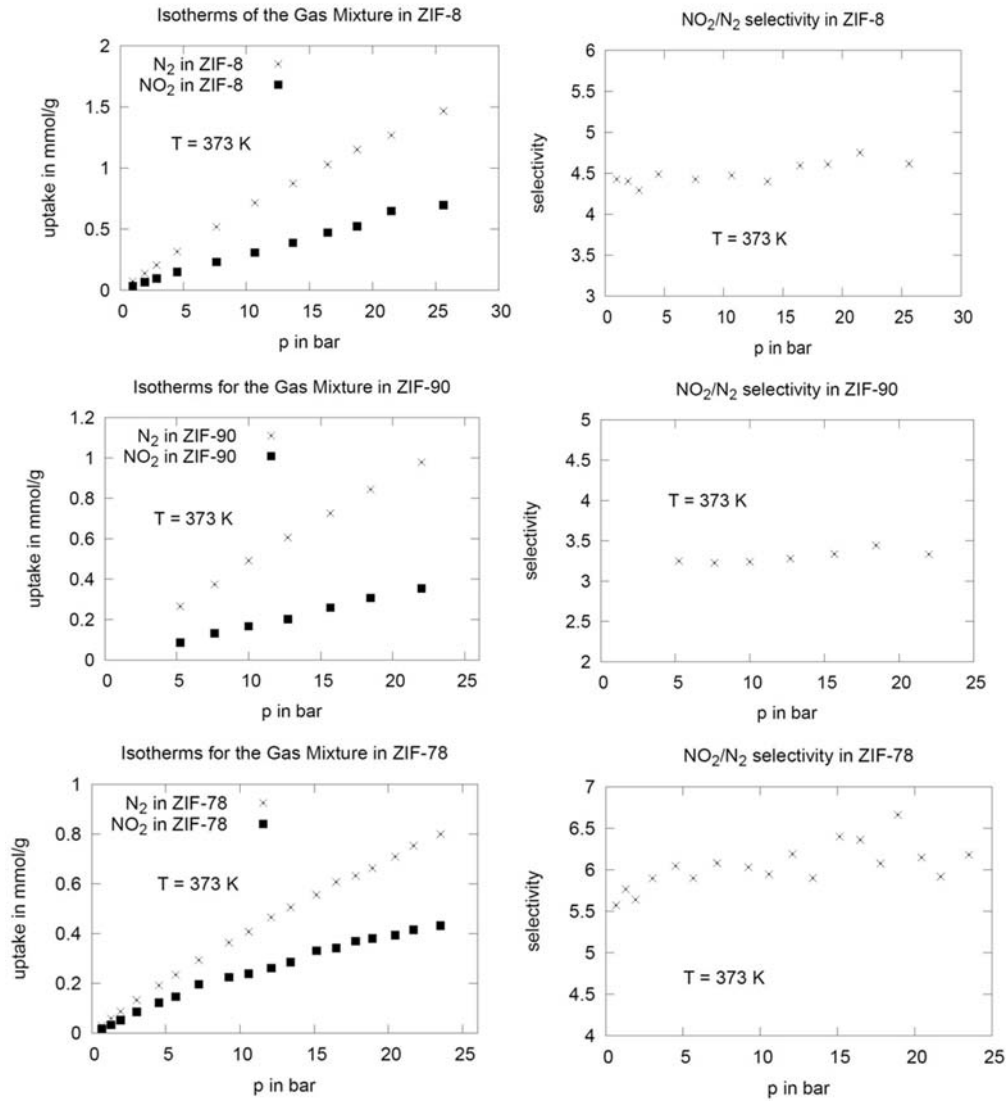 Isotherms of the Gas Mixture in ZIF-8
2
1.5
1
0.5
0
uptake in mmol/g
N2 in ZIF-8
NO2 in ZIF-8
T = 373 K
0 5 10 15 20 25 30
p in bar
NO2/N2 selectivity in ZIF-8
6
5.5
5
4.5
4
3.5
3
selectivity
T = 373 K
0 5 10 15 20 25 30
p in bar
Isotherms for the Gas Mixture in ZIF-90
1.2
1
0.8
0.6
0.4
0.2
0
uptake in mmol/g
N2 in ZIF-90
NO2 in ZIF-90
T = 373 K
0 5 10 15 20 25
p in bar
NO2/N2 selectivity in ZIF-90
5
4.5
4
3.5
3
2.5
2
selectivity
T = 373 K
0 5 10 15 20 25
p in bar
Isotherms for the Gas Mixture in ZIF-78
1
0.8
0.6
0.4
0.2
0
uptake in mmol/g
N2 in ZIF-78
NO2 in ZIF-78
T = 373 K
0 5 10 15 20 25
p in bar
NO2/N2 selectivity in ZIF-78
7
6.5
6
5.5
5
4.5
4
selectivity
T = 373 K
0 5 10 15 20 25
p in bar